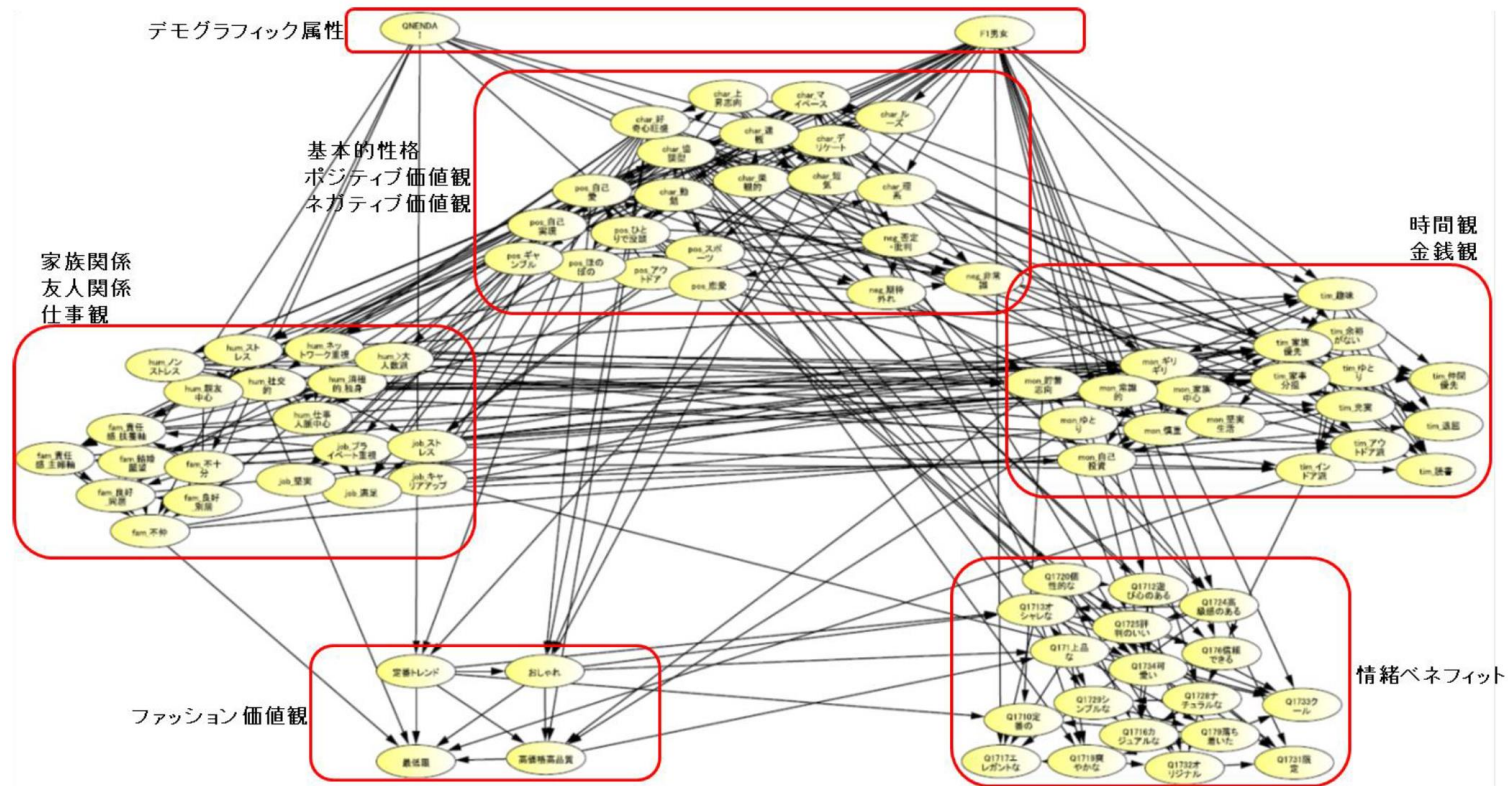 デモグラフィック属性
QNENDA
I
F1男女
基本的性格
ポジティブ価値観
ネガティブ価値観
char_上
昇志向
char_マ
イペース
char_ル
ーズ
char_好
奇心旺盛
char_デ
リケート
char_協
調型
char_楽
観的
char_短
気
char_理
系
char_勤
勉
pos_自己
愛
pos_自己
実現
pos_ひと
りで没頭
pos_スポ
ーツ
pos_ギャ
ンブル
pos_ほの
ぼの
pos_アウ
トドア
pos_恋愛
neg_否定
・批判
neg_期待
外れ
neg_非常
識
時間観
金銭観
tim_趣味
tim_余裕
がない
tim_家族
優先
tim_家事
分担
tim_ゆと
り
tim_仲間
優先
tim_充実
tim_退屈
tim_アウ
トドア派
tim_イン
ドア派
tim_読書
mon_ギリ
ギリ
mon_貯蓄
志向
mon_常識
的
mon_家族
中心
mon_ゆと
り
mon_慎重
mon_堅実
生活
mon_自己
投資
家族関係
友人関係
仕事観
hum_ノン
ストレス
hum_スト
レス
hum_ネッ
トワーク重視
hum_>大
人数派
hum_親友
中心
hum_社交
的
hum_消極
的 独身
hum_仕事
人脈中心
fam_責任
感 扶養軸
fam_責任
感 主婦軸
fam_結婚
願望
fam_不十
分
fam_良好
_同居
fam_良好
_別居
fam_不仲
job_プラ
イベート重視
job_スト
レス
job_堅実
job_満足
job_キャ
リアアップ
ファッション価値観
定番トレンド
おしゃれ
最低限
高価格高品質
情緒ベネフィット
Q1720個
性的な
Q1712遊
び心のある
Q1724高
級感のある
Q1713オ
シャレな
Q1725評
判のいい
Q171上品
な
Q176信頼
できる
Q1734可
愛い
Q1729シ
ンプルな
Q1728ナ
チュラルな
Q1733ク
ール
Q1710定
番の
Q1716カ
ジュアルな
Q179落ち
着いた
Q1717エ
レガントな
Q1719爽
やかな
Q1732オ
リジナル
Q1731限
定